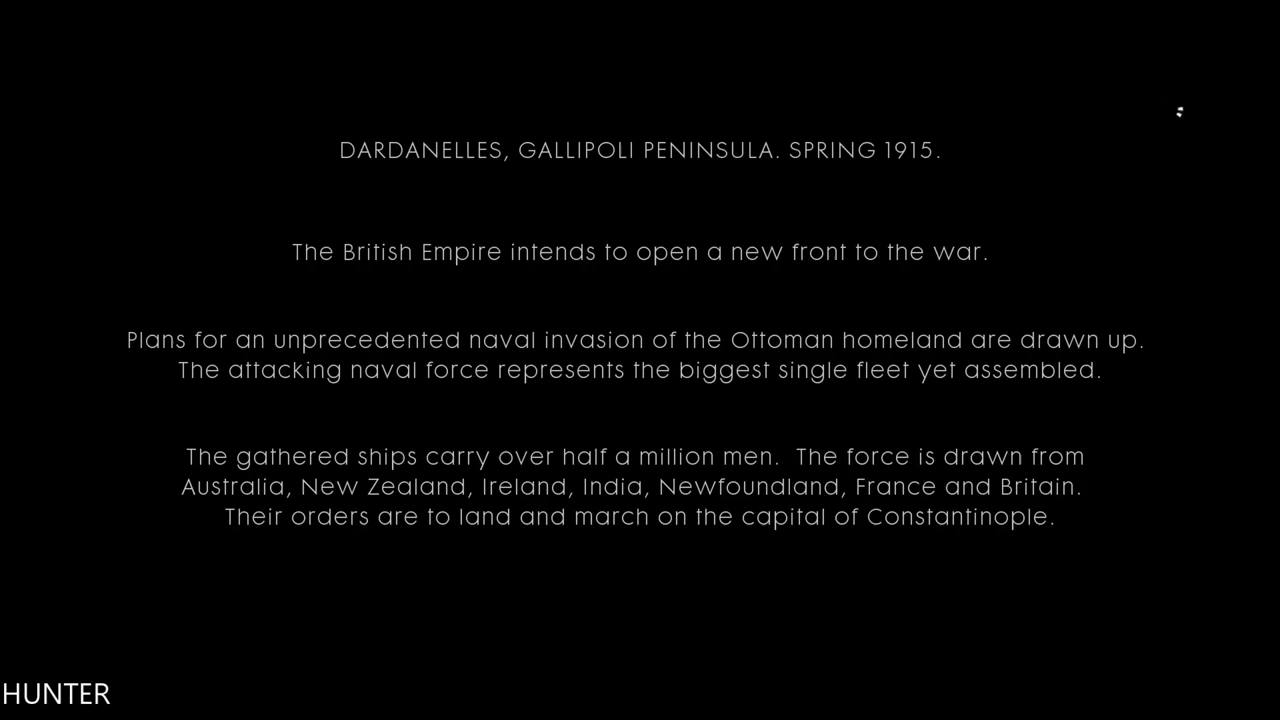 DARDANELLES, GALLIPOLI PENINSULA. SPRING 1915.
The British Empire intends to open a new front to the war.
Plans for an unprecedented naval invasion of the Ottoman homeland are drawn up.
The attacking naval force represents the biggest single fleet yet assembled.
The gathered ships carry over half a million men. The force is drawn from
Australia, New Zealand, Ireland, India, Newfoundland, France and Britain.
Their orders are to land and march on the capital of Constantinople.
HUNTER